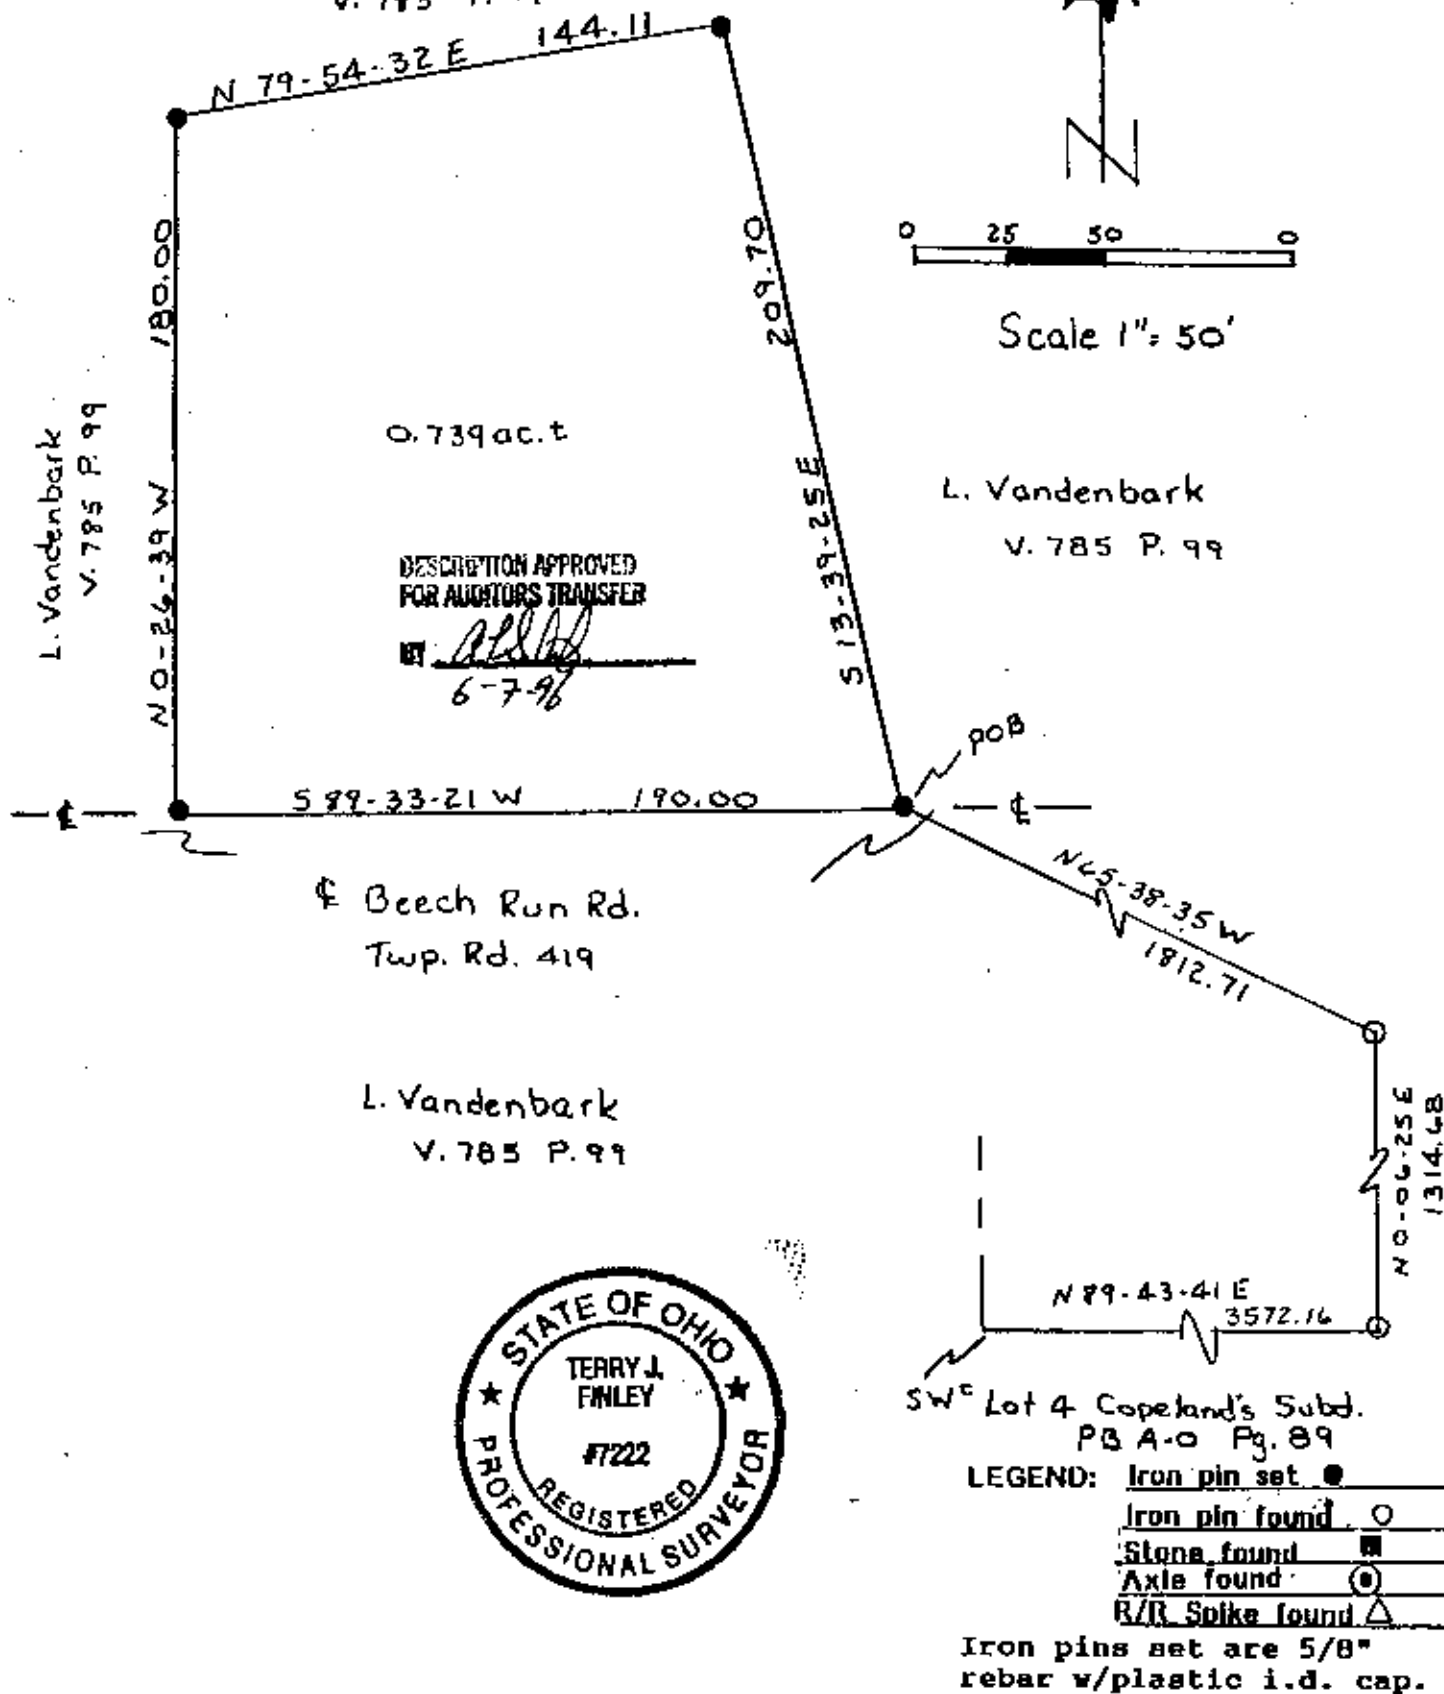 N 79-54-32 E 144.11
180.00
N 0-26-39 W
209.70
S 13-39-25 E
0 25 50 0
Scale 1"= 50'
L. Vandenbark
V. 785 P. 99
0.739 ac.±
L. Vandenbark
V. 785 P. 99
DESCRIPTION APPROVED
FOR AUDITORS TRANSFER
BY
6-7-96
POB
S 89-33-21 W 190.00
℄
℄
℄ Beech Run Rd.
Twp. Rd. 419
N65-38-35 W
1812.71
L. Vandenbark
V. 785 P. 99
N 0-06-25 E
1314.68
N 89-43-41 E
3572.16
SWᶜ Lot 4 Copeland's Subd.
PB A-O Pg. 89
STATE OF OHIO
TERRY J.
FINLEY
#7222
REGISTERED
PROFESSIONAL SURVEYOR
LEGEND: Iron pin set
Iron pin found
Stone found
Axle found
R/R Spike found
Iron pins set are 5/8"
rebar w/plastic i.d. cap.